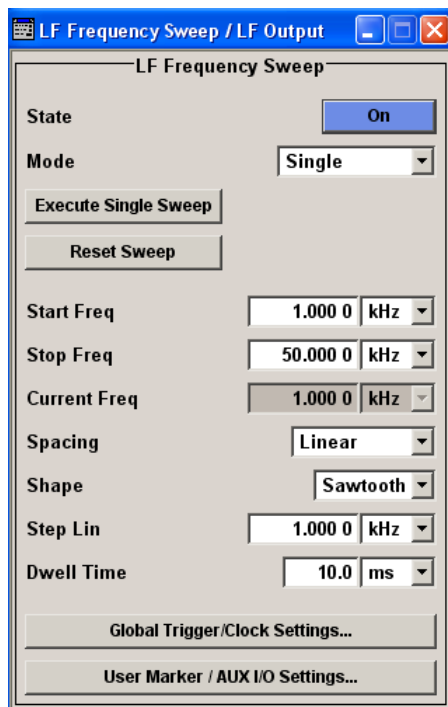 LF Frequency Sweep / LF Output
LF Frequency Sweep
State On
Mode Single
Execute Single Sweep
Reset Sweep
Start Freq 1.000 0 kHz
Stop Freq 50.000 0 kHz
Current Freq 1.000 0 kHz
Spacing Linear
Shape Sawtooth
Step Lin 1.000 0 kHz
Dwell Time 10.0 ms
Global Trigger/Clock Settings...
User Marker / AUX I/O Settings...